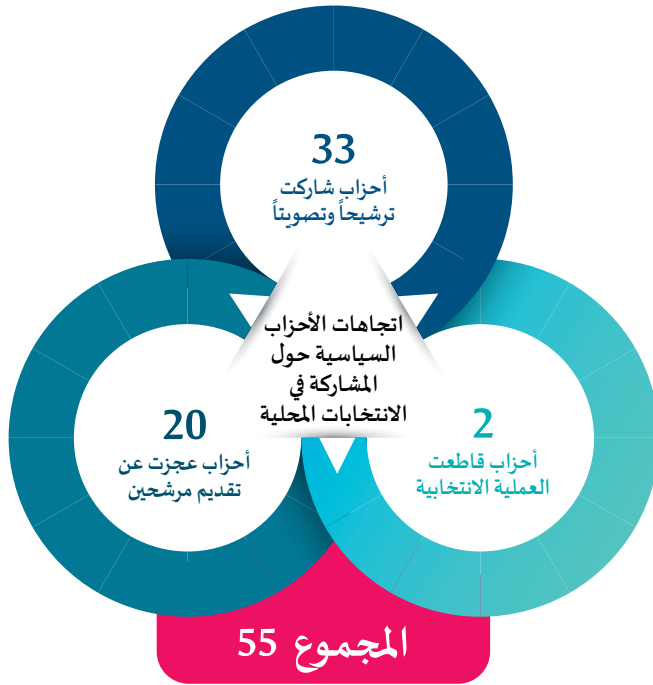 33
أحزاب شاركت
ترشيحاً وتصويتاً
اتجاهات الأحزاب
السياسية حول
المشاركة في
الانتخابات المحلية
2
أحزاب قاطعت
العملية الانتخابية
20
أحزاب عجزت عن
تقديم مرشحين
المجموع 55